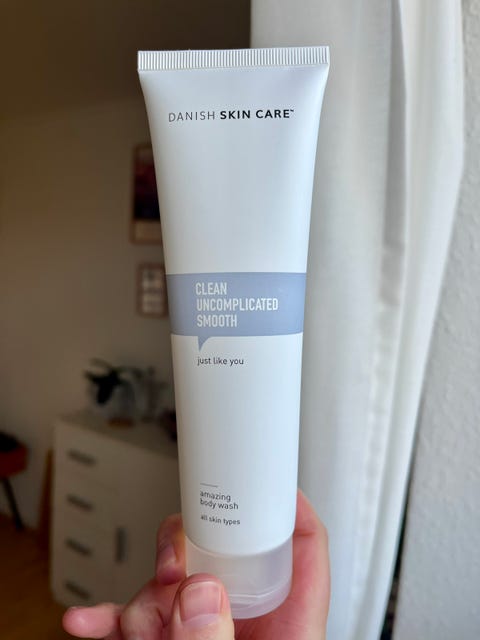 DANISH SKIN CARE™
CLEAN
UNCOMPLICATED
SMOOTH
just like you
amazing
body wash
all skin types